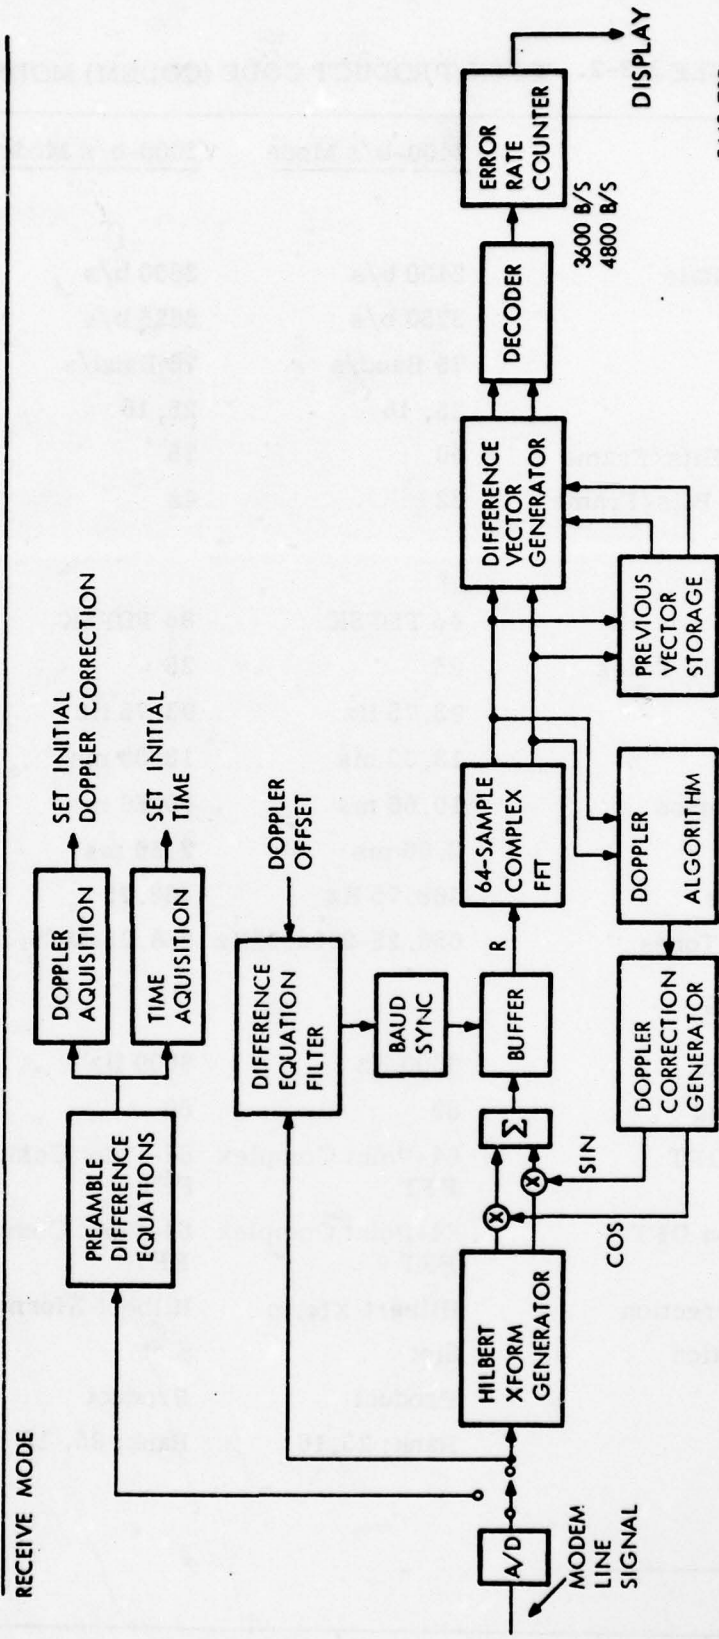 RECEIVE MODE
PREAMBLE
DIFFERENCE
EQUATIONS
DOPPLER
AQUISITION
SET INITIAL
DOPPLER CORRECTION
TIME
AQUISITION
SET INITIAL
TIME
DIFFERENCE
EQUATION
FILTER
DOPPLER
OFFSET
BAUD
SYNC
MODEM
LINE
SIGNAL
A/D
HILBERT
XFORM
GENERATOR
X
X
COS
SIN
Σ
BUFFER
R
64-SAMPLE
COMPLEX
FFT
DIFFERENCE
VECTOR
GENERATOR
DECODER
3600 B/S
4800 B/S
ERROR
RATE
COUNTER
DISPLAY
DOPPLER
CORRECTION
GENERATOR
DOPPLER
ALGORITHM
PREVIOUS
VECTOR
STORAGE